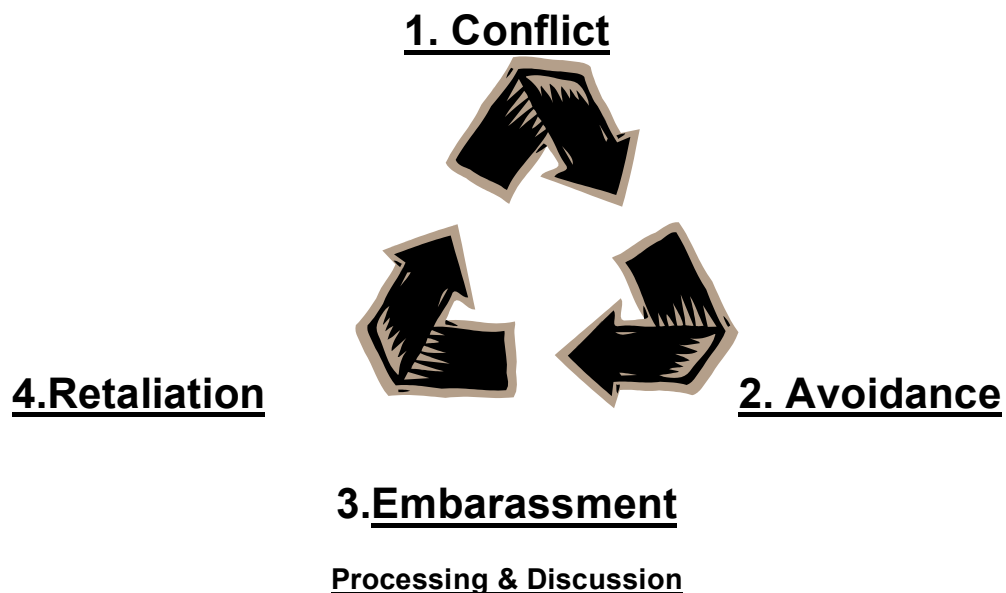 1. Conflict
4.Retaliation
2. Avoidance
3.Embarassment
Processing & Discussion